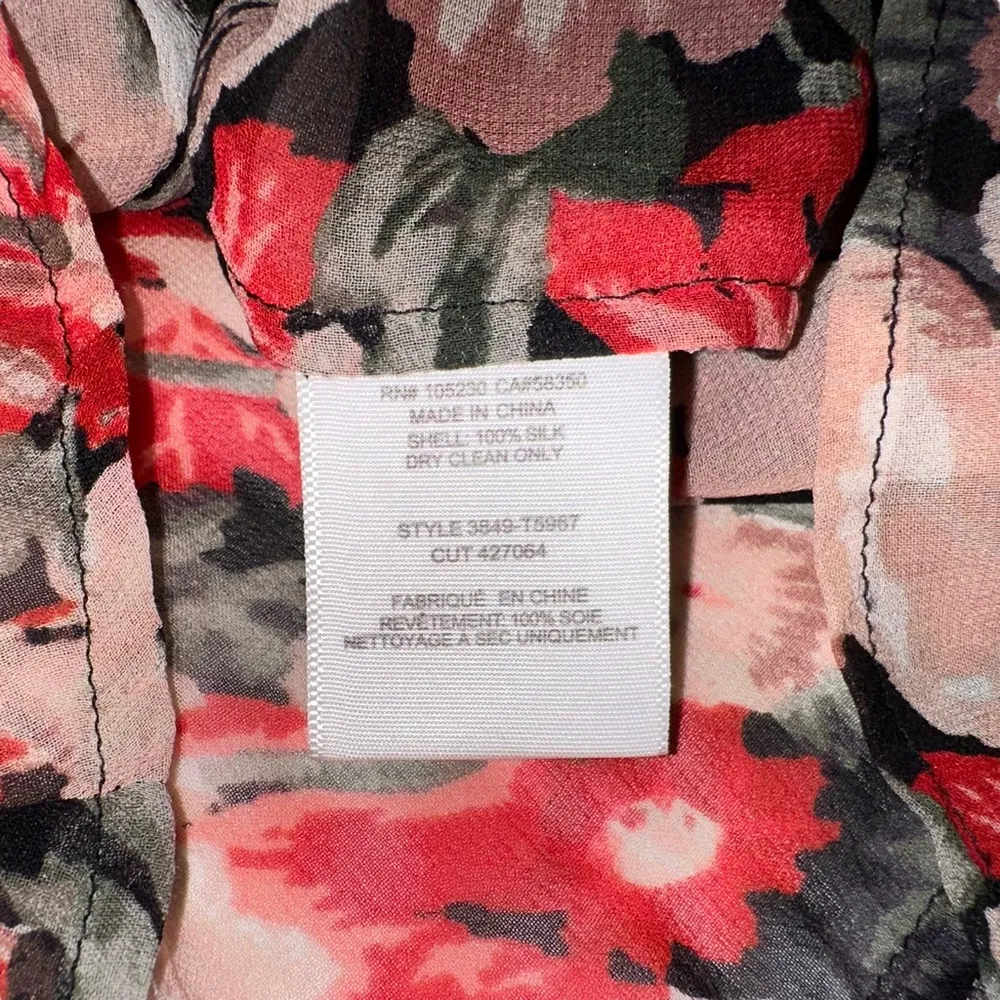 RN# 105230 CA#58350
MADE IN CHINA
SHELL: 100% SILK
DRY CLEAN ONLY
STYLE 3849-T5967
CUT 427064
FABRIQUÉ EN CHINE
REVÊTEMENT: 100% SOIE
NETTOYAGE À SEC UNIQUEMENT